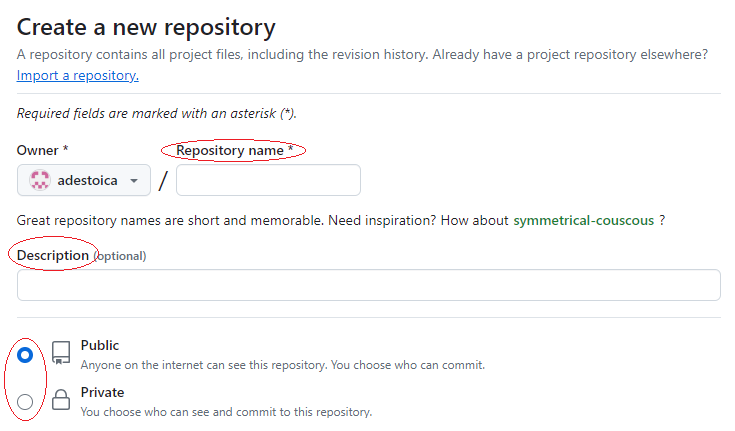 Create a new repository
A repository contains all project files, including the revision history. Already have a project repository elsewhere?
Import a repository.
Required fields are marked with an asterisk (*).
Owner * Repository name *
adestoica /
Great repository names are short and memorable. Need inspiration? How about symmetrical-couscous ?
Description (optional)
Public
Anyone on the internet can see this repository. You choose who can commit.
Private
You choose who can see and commit to this repository.